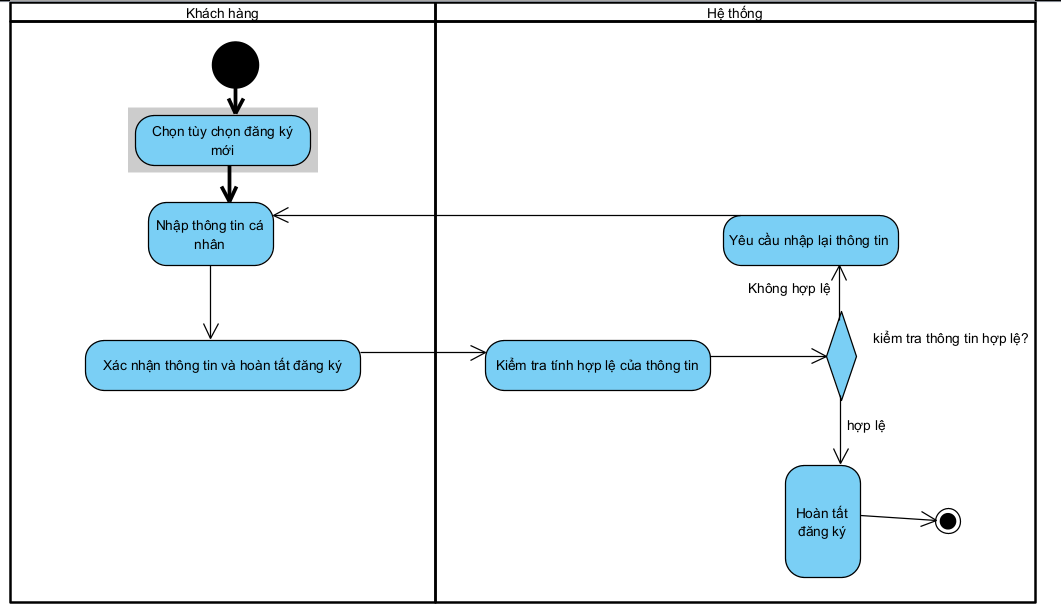 Khách hàng
Hệ thống
Chọn tùy chọn đăng ký
mới
Nhập thông tin cá
nhân
Yêu cầu nhập lại thông tin
Không hợp lệ
kiểm tra thông tin hợp lệ?
Xác nhận thông tin và hoàn tất đăng ký
Kiểm tra tính hợp lệ của thông tin
hợp lệ
Hoàn tất
đăng ký